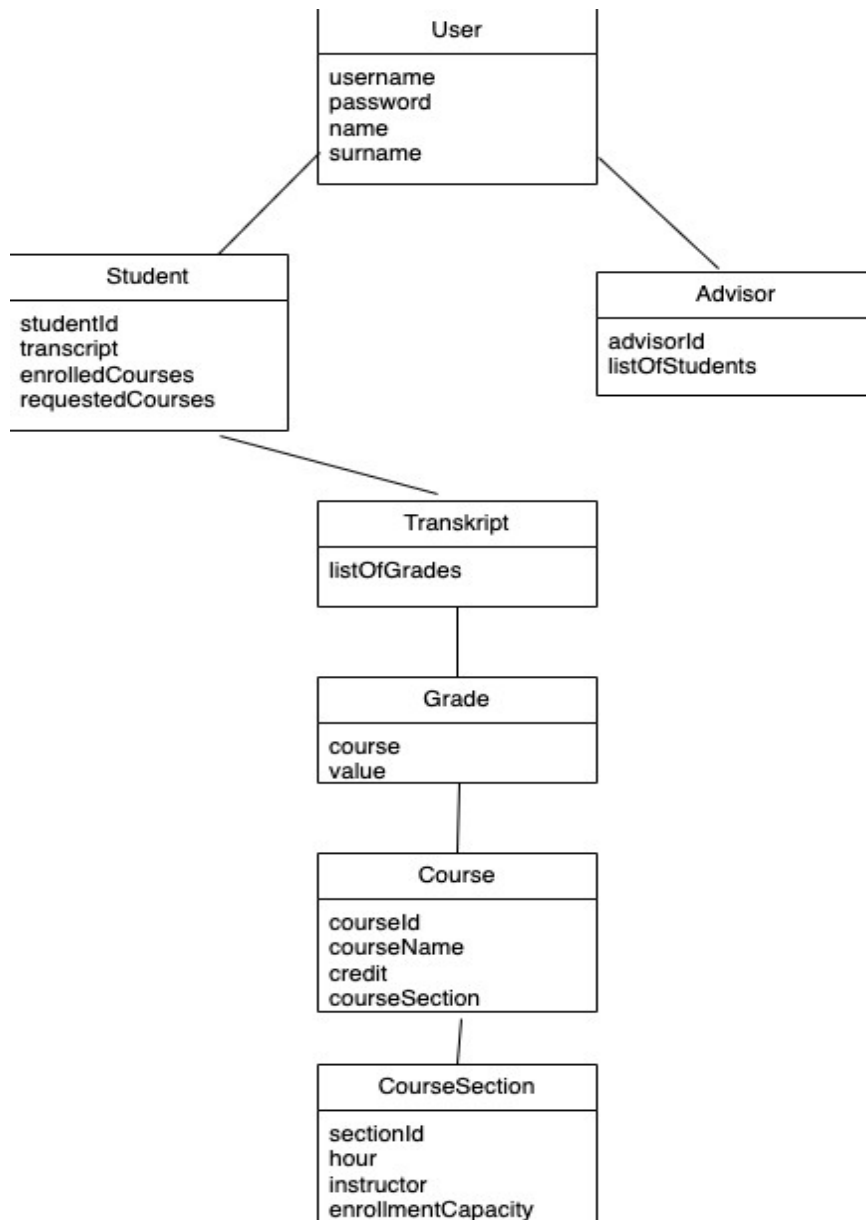 User
username
password
name
surname
Student
studentId
transcript
enrolledCourses
requestedCourses
Advisor
advisorId
listOfStudents
Transkript
listOfGrades
Grade
course
value
Course
courseId
courseName
credit
courseSection
CourseSection
sectionId
hour
instructor
enrollmentCapacity